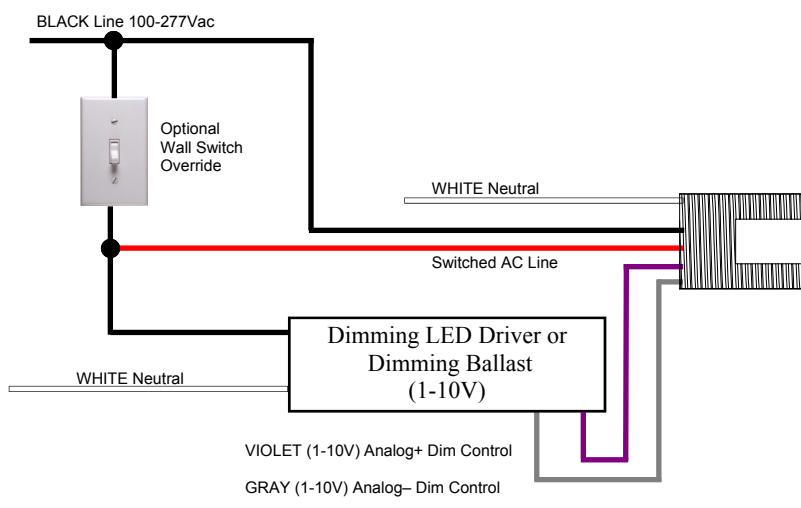 BLACK Line 100-277Vac
Optional
Wall Switch
Override
WHITE Neutral
Switched AC Line
Dimming LED Driver or
Dimming Ballast
(1-10V)
WHITE Neutral
VIOLET (1-10V) Analog+ Dim Control
GRAY (1-10V) Analog– Dim Control